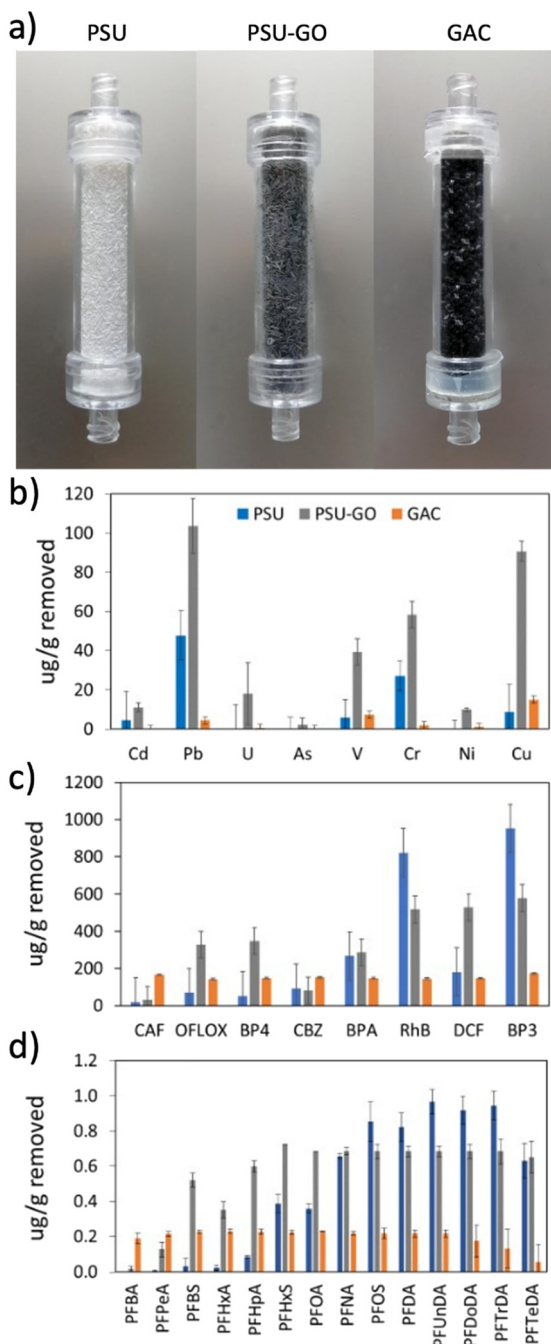 a)
PSU PSU-GO GAC
b)
ug/g removed
120
100
80
60
40
20
0
PSU PSU-GO GAC
Cd Pb U As V Cr Ni Cu
c)
ug/g removed
1200
1000
800
600
400
200
0
CAF OFLOX BP4 CBZ BPA RhB DCF BP3
d)
ug/g removed
1.2
1.0
0.8
0.6
0.4
0.2
0.0
PFBA
PFPeA
PFBS
PFHxA
PFHpA
PFHxS
PFOA
PFNA
PFOS
PFDA
PFUnDA
PFDoDA
PFTrDA
PFTeDA